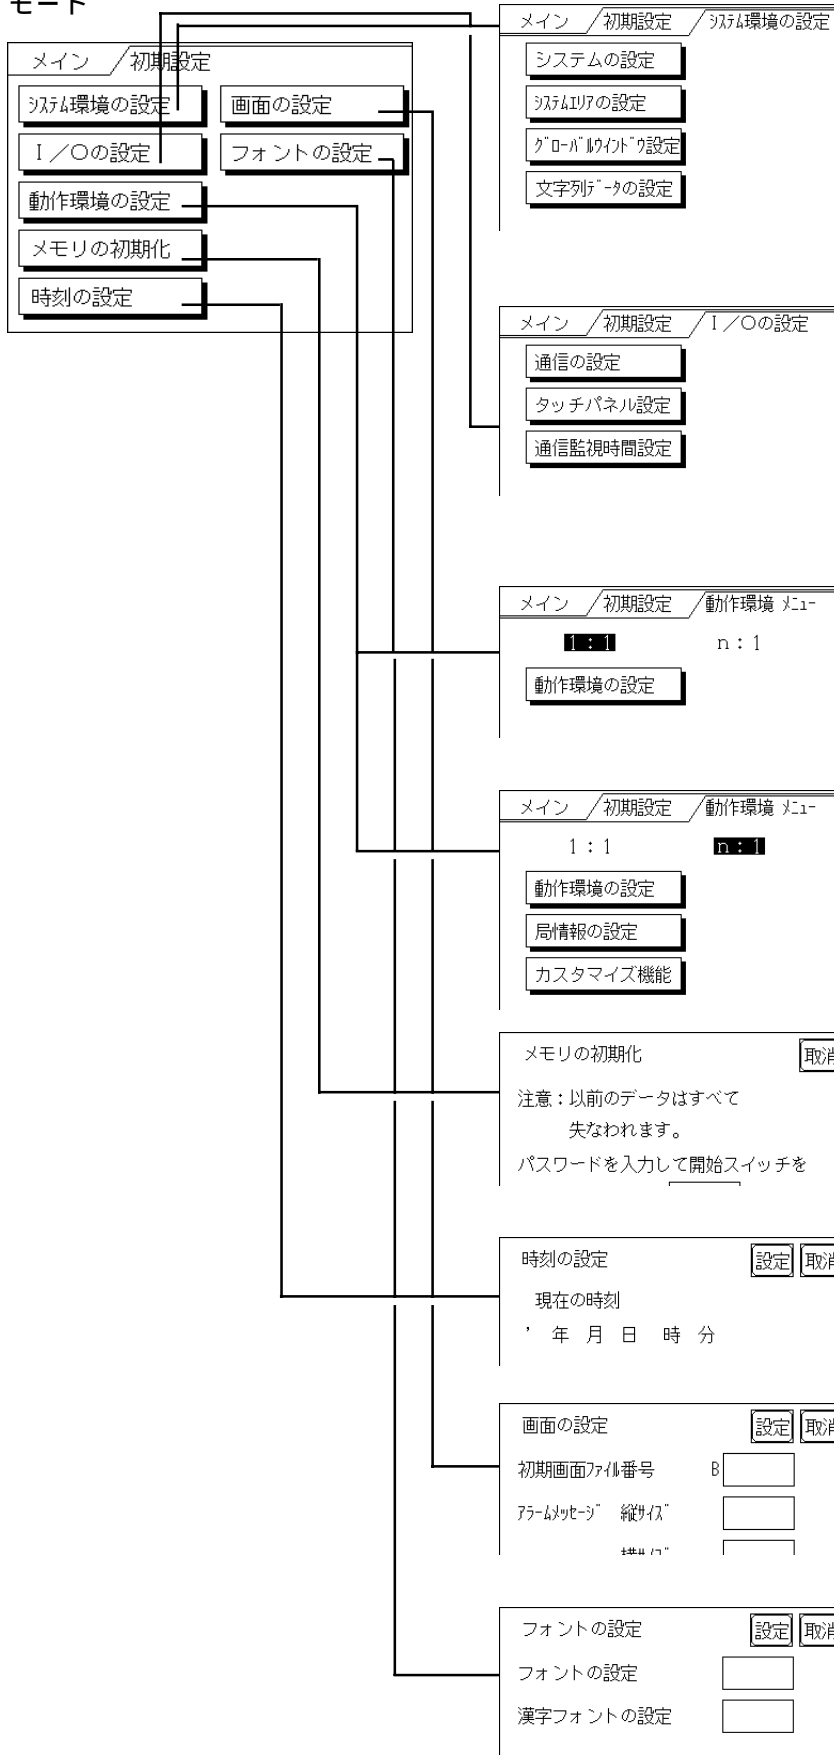 モード
メイン ／初期設定
ｼｽﾃﾑ環境の設定 画面の設定
Ｉ／Ｏの設定 フォントの設定
動作環境の設定
メモリの初期化
時刻の設定
メイン ／初期設定 ／ｼｽﾃﾑ環境の設定
システムの設定
ｼｽﾃﾑｴﾘｱの設定
ｸﾞﾛｰﾊﾞﾙｳｲﾝﾄﾞｳ設定
文字列ﾃﾞｰﾀの設定
メイン ／初期設定 ／Ｉ／Ｏの設定
通信の設定
タッチパネル設定
通信監視時間設定
メイン ／初期設定 ／動作環境 ﾒﾆｭｰ
1：1 n：1
動作環境の設定
メイン ／初期設定 ／動作環境 ﾒﾆｭｰ
1：1 n：1
動作環境の設定
局情報の設定
カスタマイズ機能
メモリの初期化 取消
注意：以前のデータはすべて
失なわれます。
パスワードを入力して開始スイッチを
時刻の設定 設定 取消
現在の時刻
’ 年 月 日 時 分
画面の設定 設定 取消
初期画面ﾌｧｲﾙ番号 B
ｱﾗｰﾑﾒｯｾｰｼﾞ 縦ｻｲｽﾞ
フォントの設定 設定 取消
フォントの設定
漢字フォントの設定